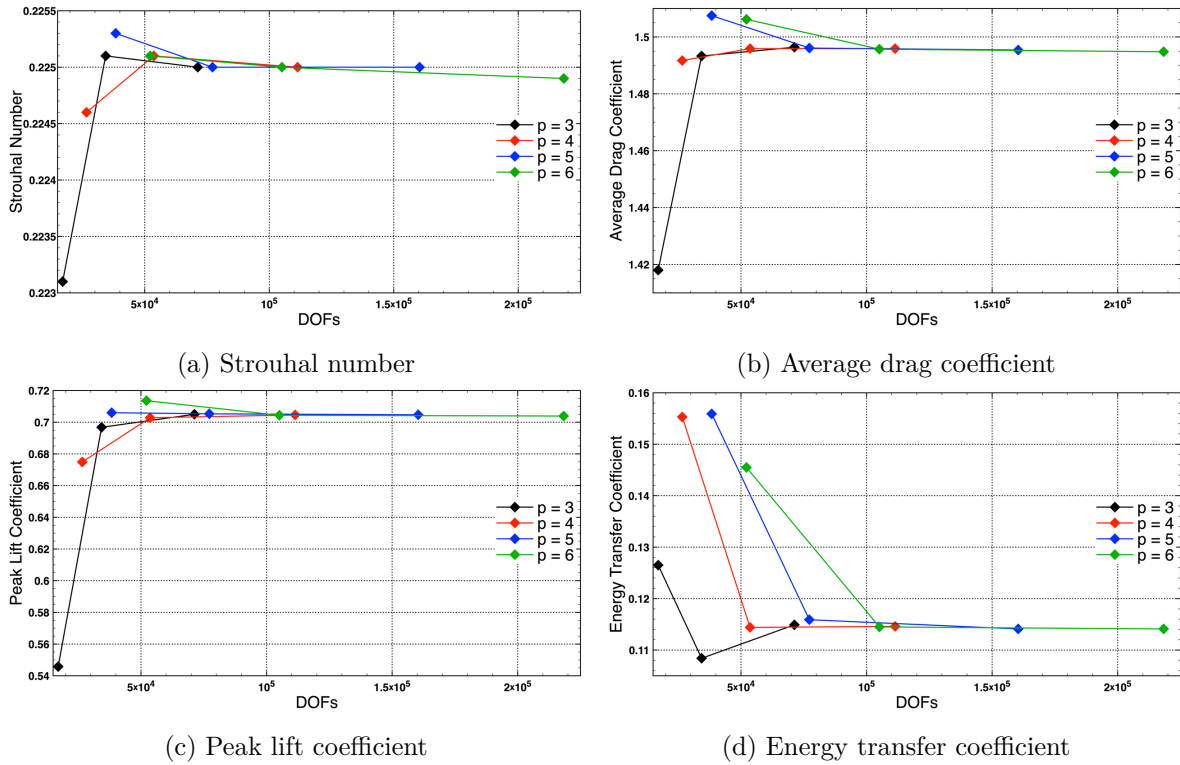 0.2255
0.225
0.2245
0.224
0.2235
0.223
Strouhal Number
p = 3
p = 4
p = 5
p = 6
5×10⁴
10⁵
1.5×10⁵
2×10⁵
DOFs
(a) Strouhal number
1.5
1.48
1.46
1.44
1.42
Average Drag Coefficient
p = 3
p = 4
p = 5
p = 6
5×10⁴
10⁵
1.5×10⁵
2×10⁵
DOFs
(b) Average drag coefficient
0.72
0.7
0.68
0.66
0.64
0.62
0.6
0.58
0.56
0.54
Peak Lift Coefficient
p = 3
p = 4
p = 5
p = 6
5×10⁴
10⁵
1.5×10⁵
2×10⁵
DOFs
(c) Peak lift coefficient
0.16
0.15
0.14
0.13
0.12
0.11
Energy Transfer Coefficient
p = 3
p = 4
p = 5
p = 6
5×10⁴
10⁵
1.5×10⁵
2×10⁵
DOFs
(d) Energy transfer coefficient